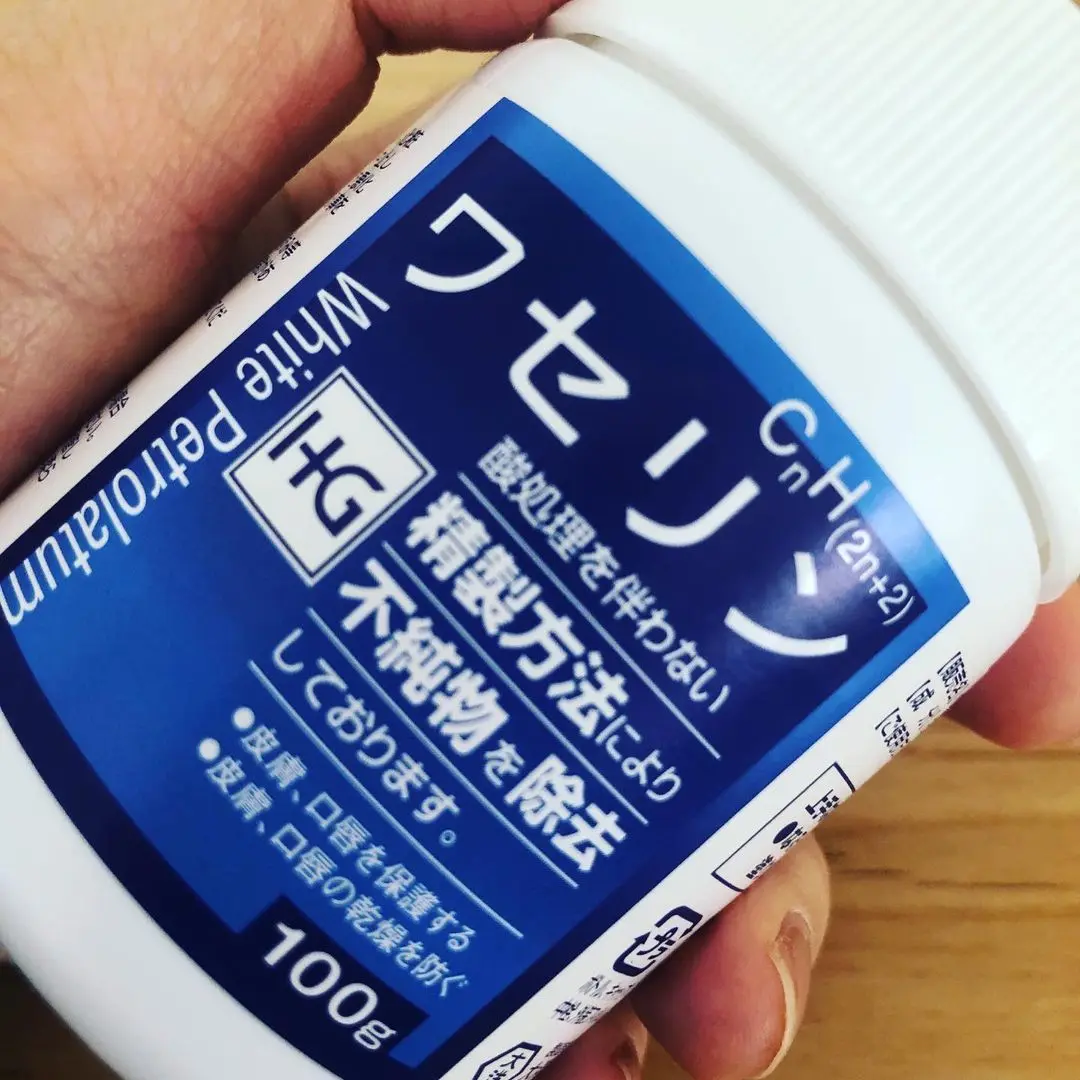 ワセリン
CnH(2n+2)
White Petrolatum
HG
酸処理を伴わない
精製方法により
不純物を除去
しております。
●皮膚、口唇を保護する
●皮膚、口唇の乾燥を防ぐ
100g